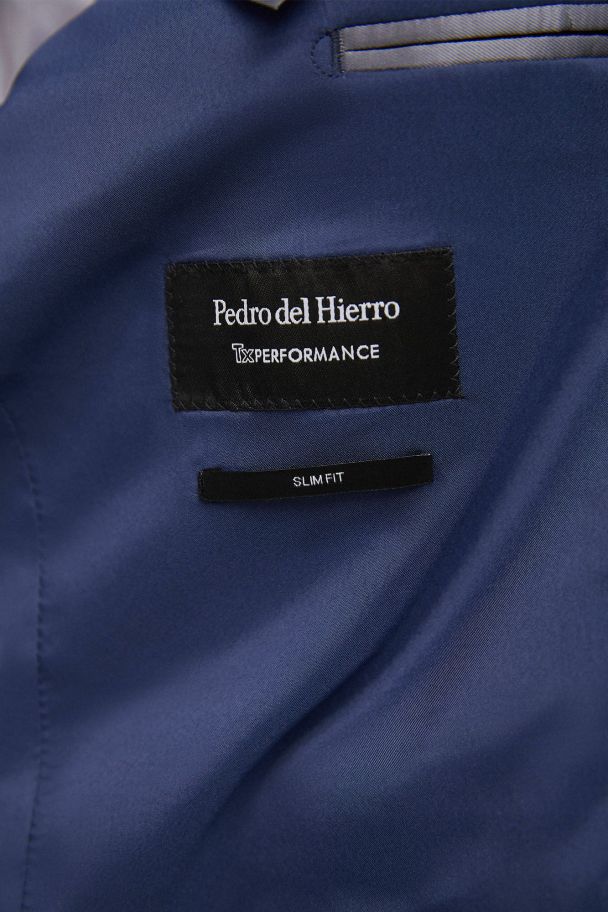 Pedro del Hierro
TxPERFORMANCE
SLIM FIT